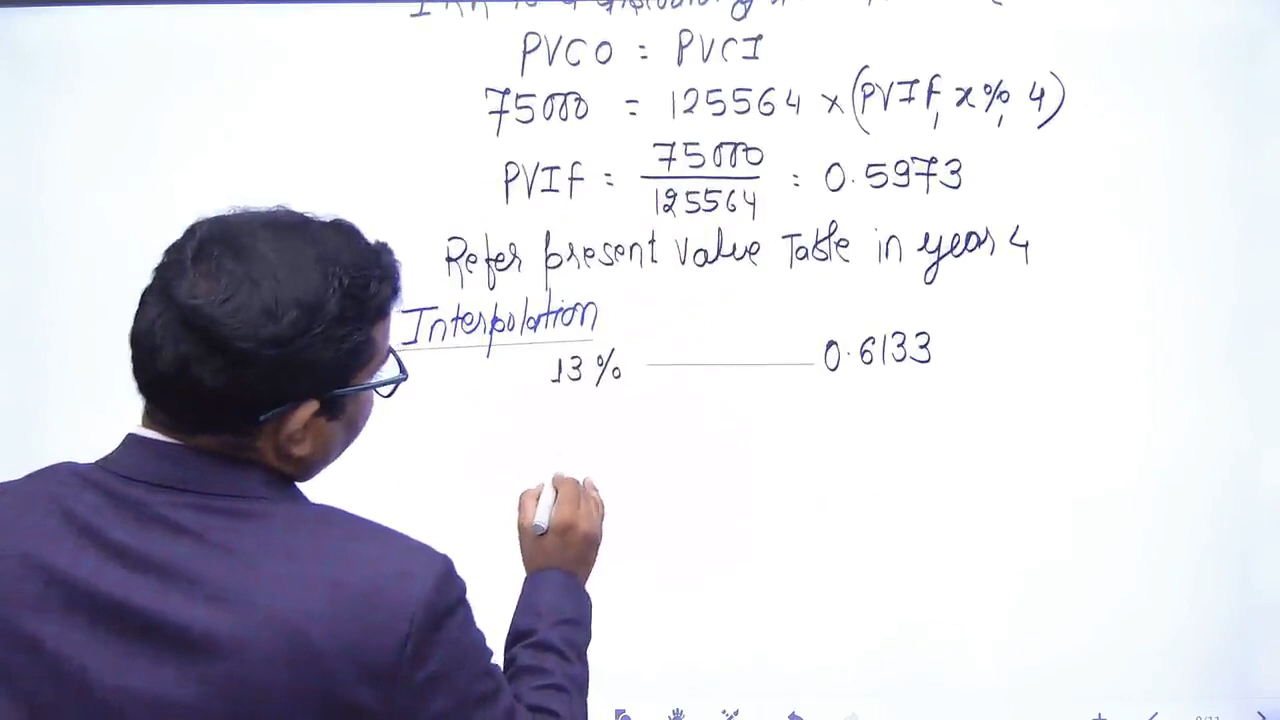 PVCO = PVCI
75000 = 125564 × (PVIF, x%, 4)
PVIF = 75000 / 125564 = 0.5973
Refer present value Table in year 4
Interpolation
13% 0.6133